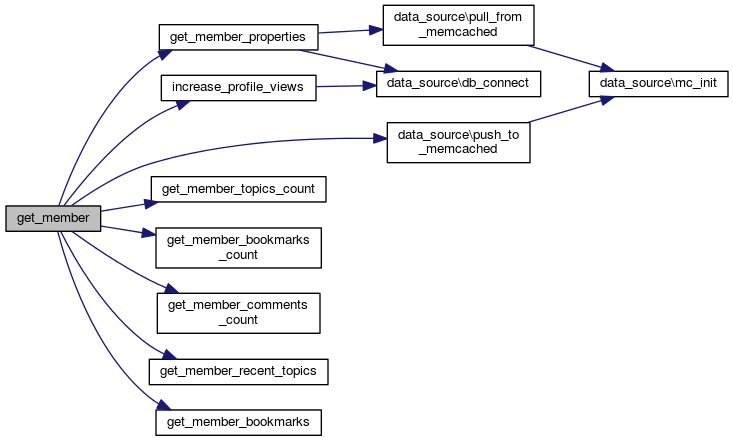 get_member
get_member_properties
increase_profile_views
data_source\pull_from
_memcached
data_source\db_connect
data_source\mc_init
data_source\push_to
_memcached
get_member_topics_count
get_member_bookmarks
_count
get_member_comments
_count
get_member_recent_topics
get_member_bookmarks